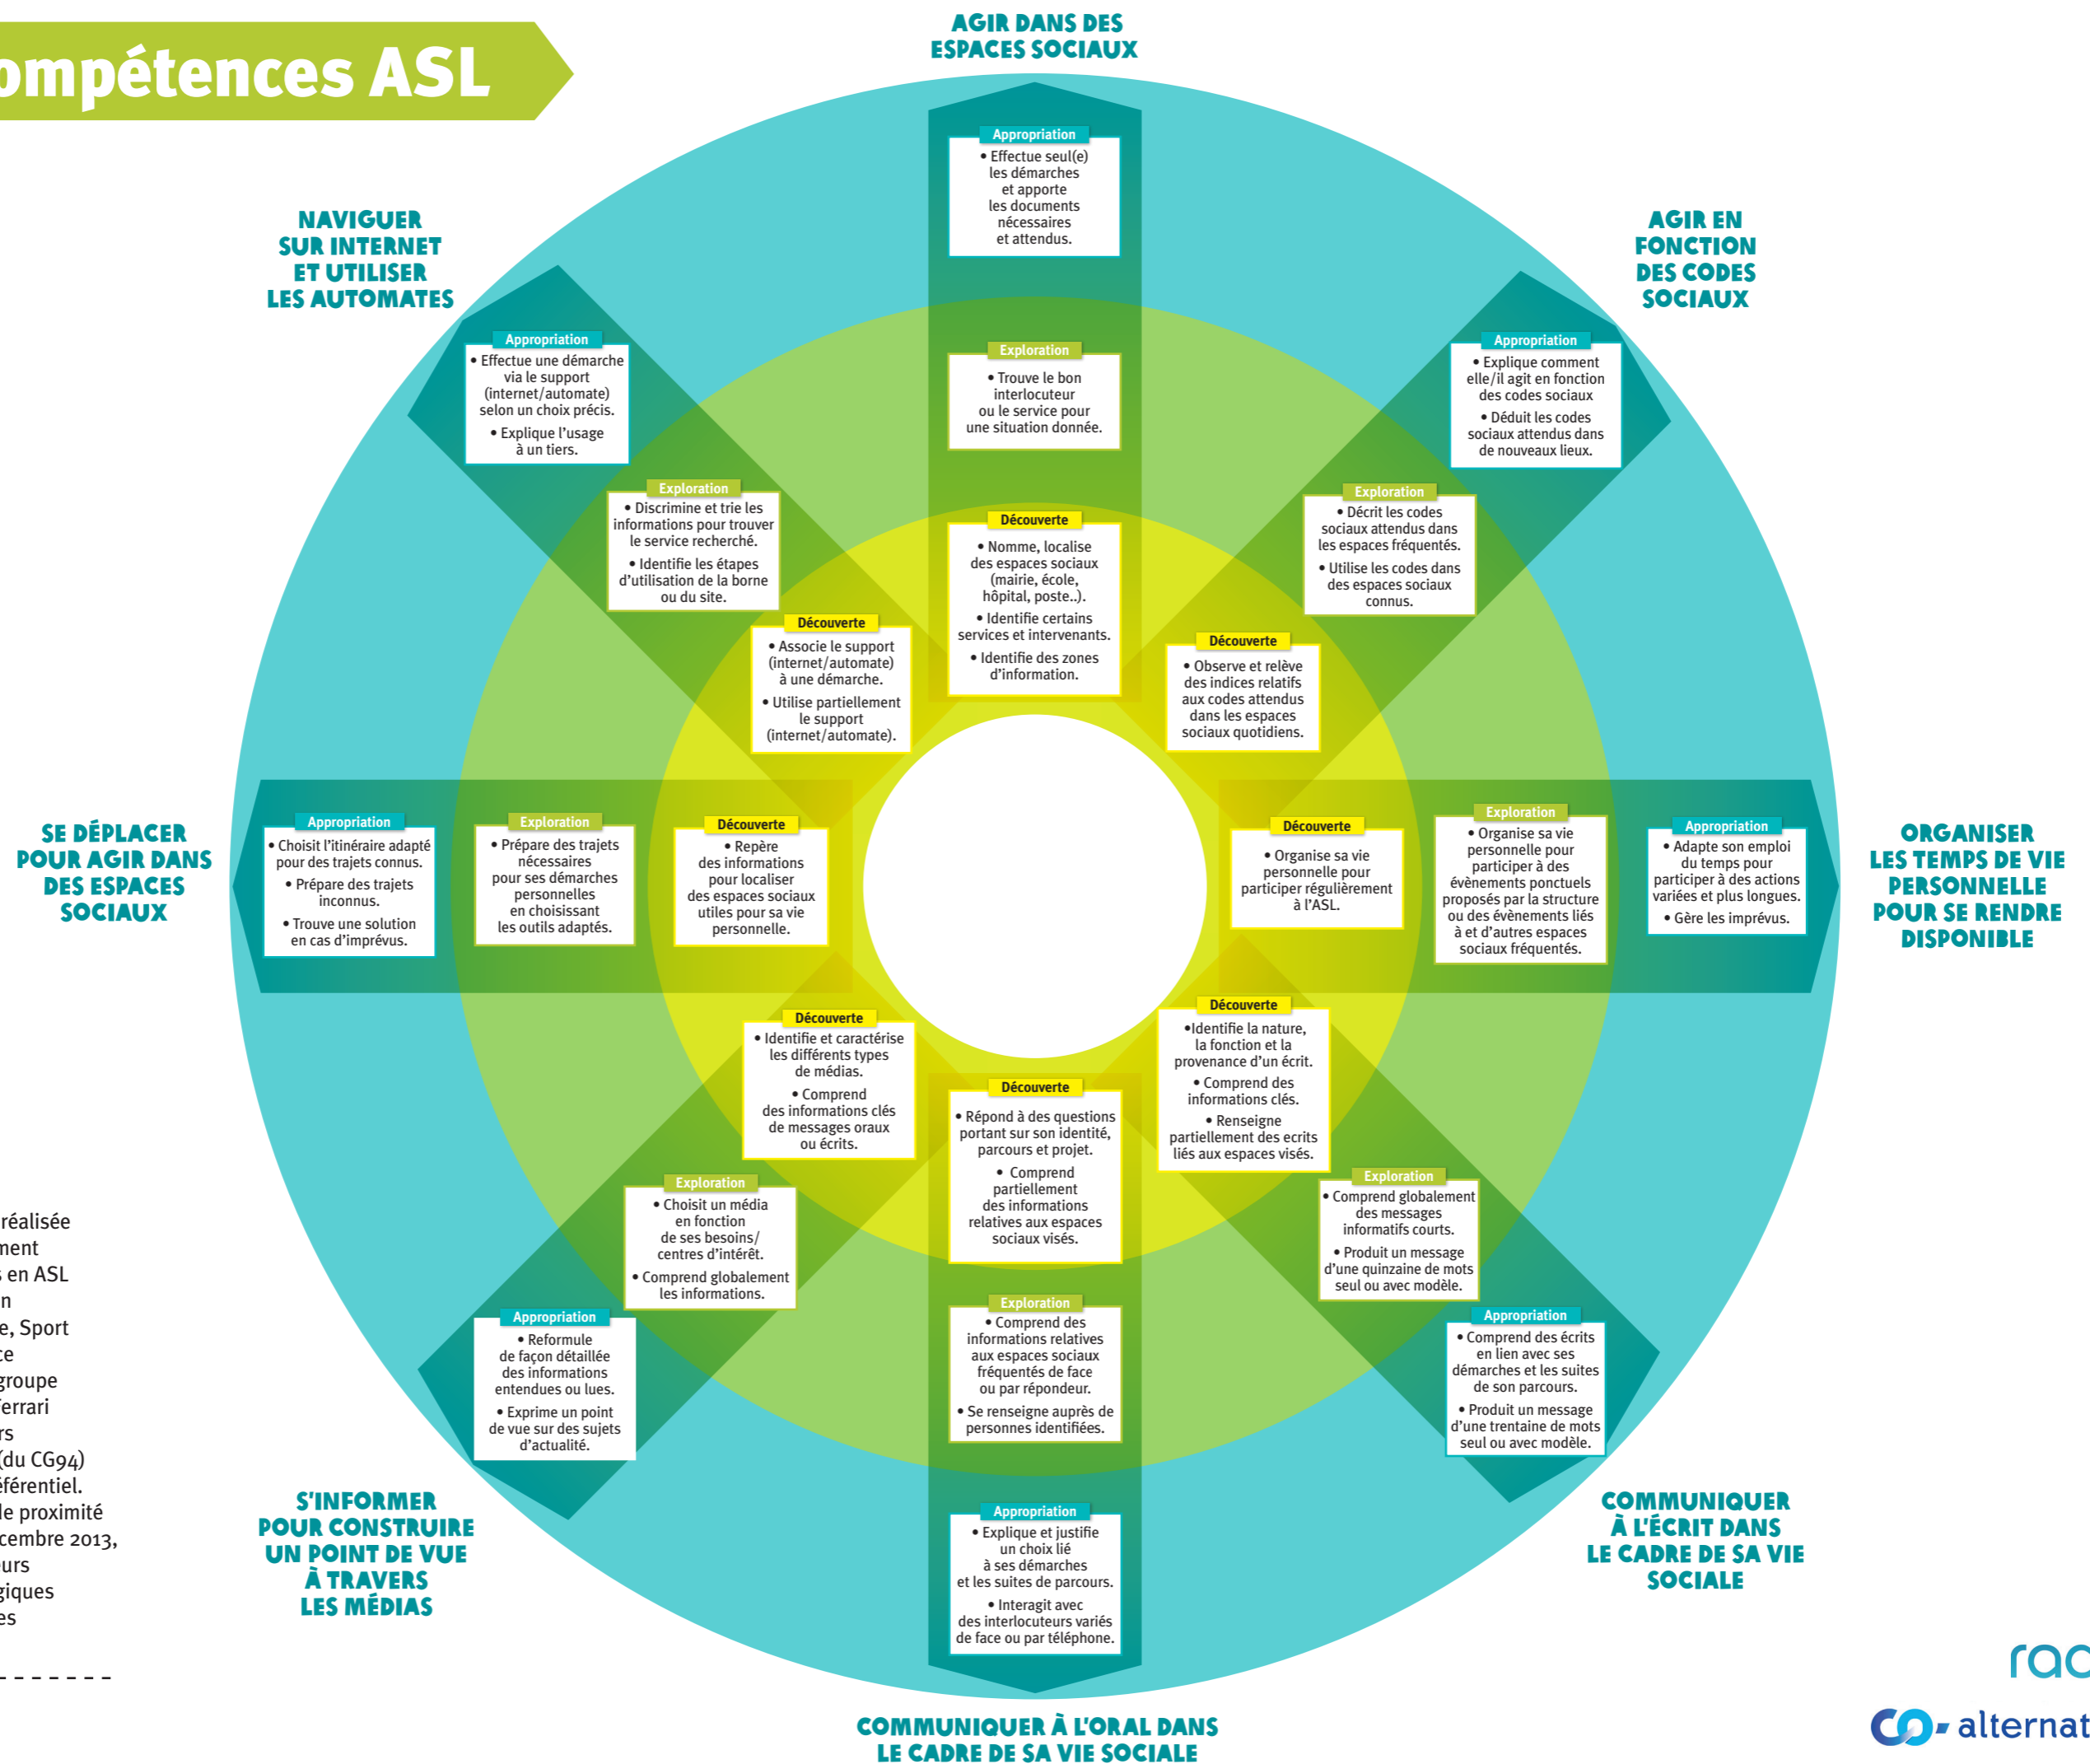 ompétences ASL
AGIR DANS DES
ESPACES SOCIAUX
Appropriation
• Effectue seul(e)
les démarches
et apporte
les documents
nécessaires
et attendus.
Exploration
• Trouve le bon
interlocuteur
ou le service pour
une situation donnée.
Découverte
• Nomme, localise
des espaces sociaux
(mairie, école,
hôpital, poste..).
• Identifie certains
services et intervenants.
• Identifie des zones
d'information.
AGIR EN
FONCTION
DES CODES
SOCIAUX
Appropriation
• Explique comment
elle/il agit en fonction
des codes sociaux
• Déduit les codes
sociaux attendus dans
de nouveaux lieux.
Exploration
• Décrit les codes
sociaux attendus dans
les espaces fréquentés.
• Utilise les codes dans
des espaces sociaux
connus.
Découverte
• Observe et relève
des indices relatifs
aux codes attendus
dans les espaces
sociaux quotidiens.
NAVIGUER
SUR INTERNET
ET UTILISER
LES AUTOMATES
Appropriation
• Effectue une démarche
via le support
(internet/automate)
selon un choix précis.
• Explique l'usage
à un tiers.
Exploration
• Discrimine et trie les
informations pour trouver
le service recherché.
• Identifie les étapes
d'utilisation de la borne
ou du site.
Découverte
• Associe le support
(internet/automate)
à une démarche.
• Utilise partiellement
le support
(internet/automate).
SE DÉPLACER
POUR AGIR DANS
DES ESPACES
SOCIAUX
Appropriation
• Choisit l'itinéraire adapté
pour des trajets connus.
• Prépare des trajets
inconnus.
• Trouve une solution
en cas d'imprévus.
Exploration
• Prépare des trajets
nécessaires
pour ses démarches
personnelles
en choisissant
les outils adaptés.
Découverte
• Repère
des informations
pour localiser
des espaces sociaux
utiles pour sa vie
personnelle.
Découverte
• Organise sa vie
personnelle pour
participer régulièrement
à l'ASL.
Exploration
• Organise sa vie
personnelle pour
participer à des
évènements ponctuels
proposés par la structure
ou des évènements liés
à et d'autres espaces
sociaux fréquentés.
Appropriation
• Adapte son emploi
du temps pour
participer à des actions
variées et plus longues.
• Gère les imprévus.
ORGANISER
LES TEMPS DE VIE
PERSONNELLE
POUR SE RENDRE
DISPONIBLE
Découverte
• Identifie et caractérise
les différents types
de médias.
• Comprend
des informations clés
de messages oraux
ou écrits.
Exploration
• Choisit un média
en fonction
de ses besoins/
centres d'intérêt.
• Comprend globalement
les informations.
Appropriation
• Reformule
de façon détaillée
des informations
entendues ou lues.
• Exprime un point
de vue sur des sujets
d'actualité.
S'INFORMER
POUR CONSTRUIRE
UN POINT DE VUE
À TRAVERS
LES MÉDIAS
Découverte
• Répond à des questions
portant sur son identité,
parcours et projet.
• Comprend
partiellement
des informations
relatives aux espaces
sociaux visés.
Exploration
• Comprend des
informations relatives
aux espaces sociaux
fréquentés de face
ou par répondeur.
• Se renseigne auprès de
personnes identifiées.
Appropriation
• Explique et justifie
un choix lié
à ses démarches
et les suites de parcours.
• Interagit avec
des interlocuteurs variés
de face ou par téléphone.
COMMUNIQUER À L'ORAL DANS
LE CADRE DE SA VIE SOCIALE
Découverte
•Identifie la nature,
la fonction et la
provenance d'un écrit.
• Comprend des
informations clés.
• Renseigne
partiellement des ecrits
liés aux espaces visés.
Exploration
• Comprend globalement
des messages
informatifs courts.
• Produit un message
d'une quinzaine de mots
seul ou avec modèle.
Appropriation
• Comprend des écrits
en lien avec ses
démarches et les suites
de son parcours.
• Produit un message
d'une trentaine de mots
seul ou avec modèle.
COMMUNIQUER
À L'ÉCRIT DANS
LE CADRE DE SA VIE
SOCIALE
réalisée
ment
s en ASL
n
e, Sport
ce
groupe
Ferrari
rs
(du CG94)
éférentiel.
de proximité
cembre 2013,
eurs
giques
es
rad
co-alternat